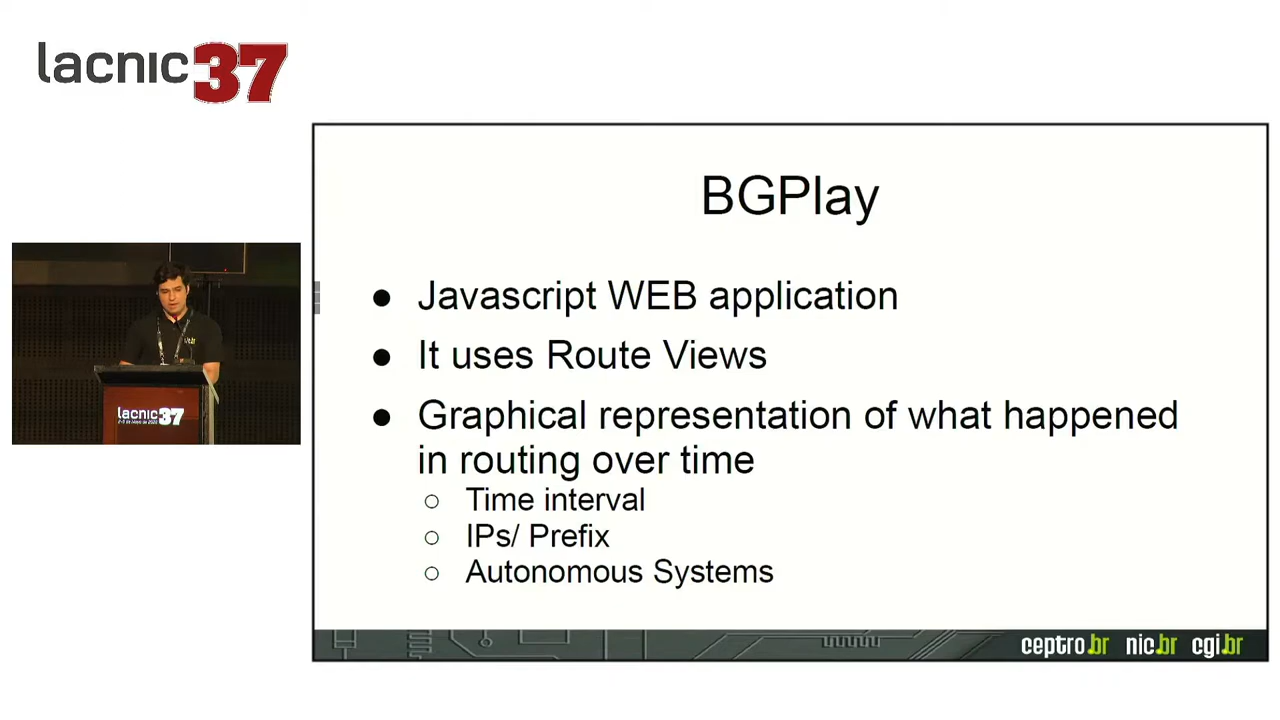 lacnic37
BGPlay
● Javascript WEB application
● It uses Route Views
● Graphical representation of what happened
in routing over time
○ Time interval
○ IPs/ Prefix
○ Autonomous Systems
lacnic37
ceptro.br nic.br cgi.br